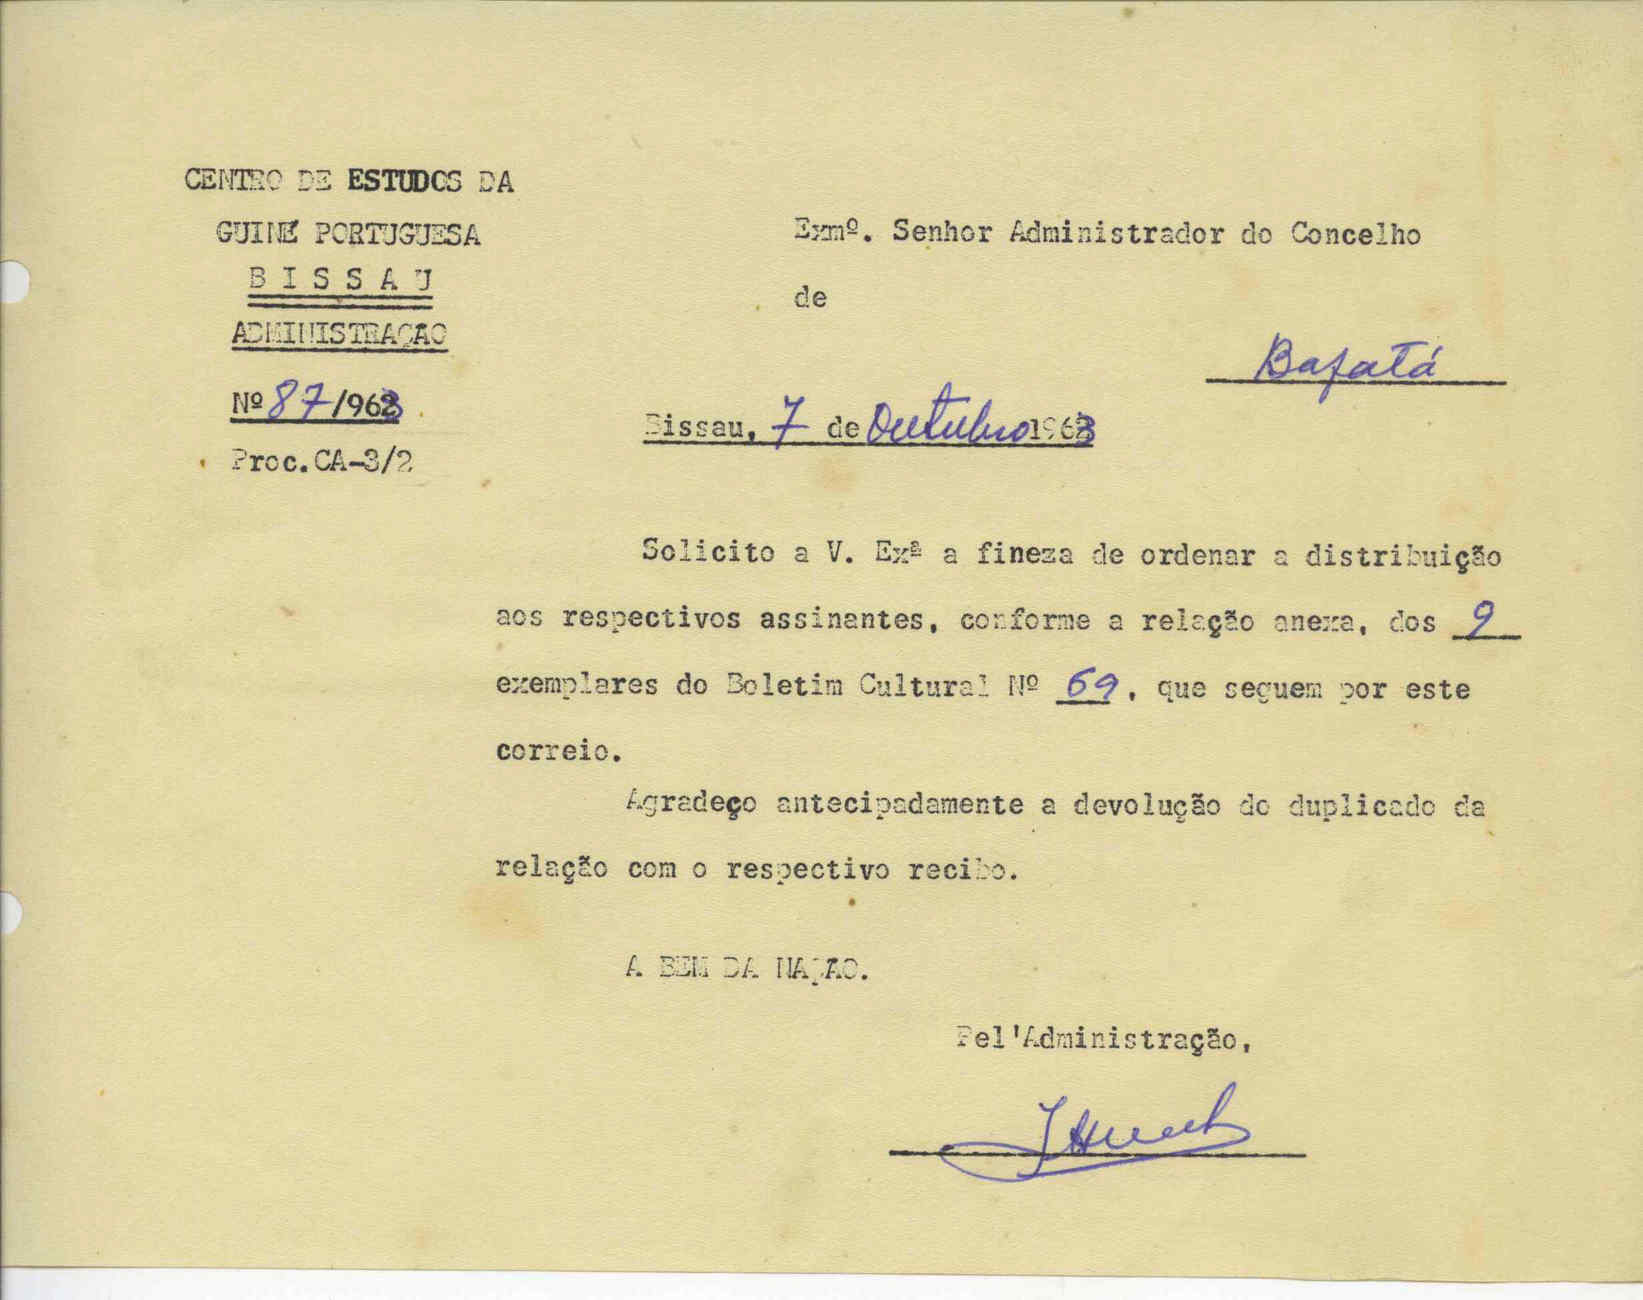 CENTRO DE ESTUDOS DA
GUINÉ PORTUGUESA
B I S S A U
ADMINISTRAÇÃO
Nº 87/963
Proc.CA-3/2
Exmº. Senhor Administrador do Concelho
de
Bafatá
Bissau, 7 de Outubro 1963
Solicito a V. Exª a fineza de ordenar a distribuição
aos respectivos assinantes, conforme a relação anexa, dos 9
exemplares do Boletim Cultural Nº 69, que seguem por este
correio.
Agradeço antecipadamente a devolução do duplicado da
relação com o respectivo recibo.
A BEM DA NAÇÃO.
Pel'Administração,